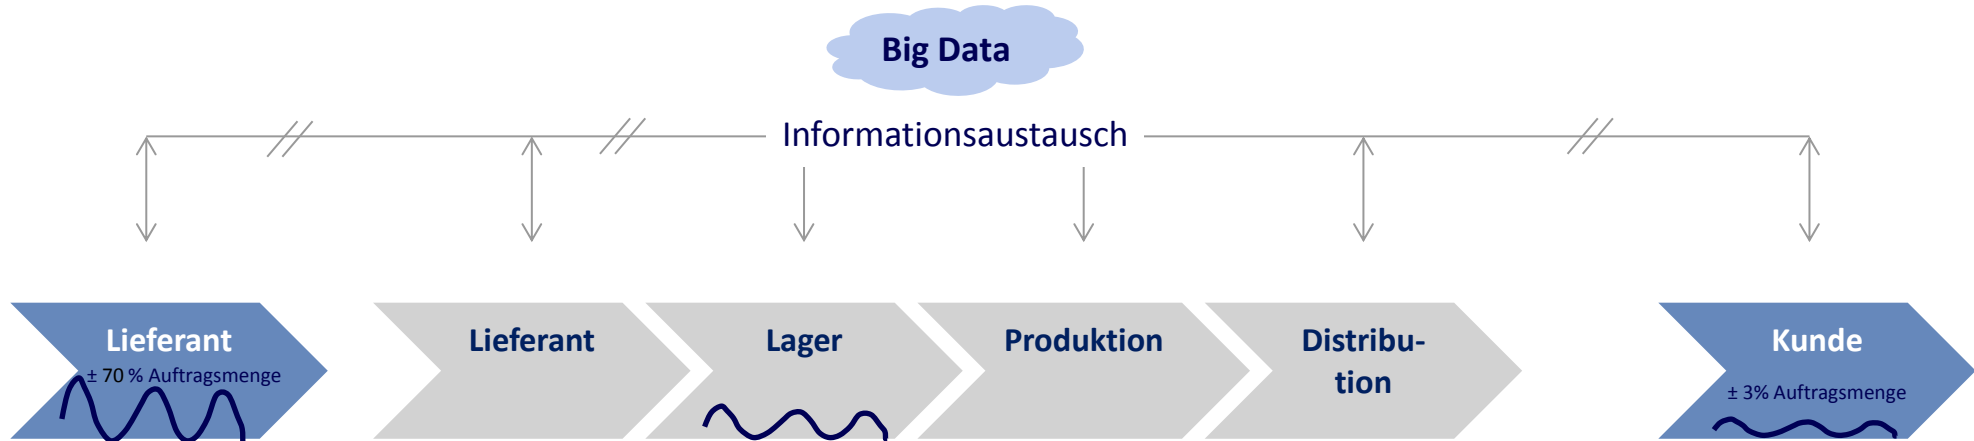 Big Data
Informationsaustausch
Lieferant
± 70 % Auftragsmenge
Lieferant
Lager
Produktion
Distribu-
tion
Kunde
± 3% Auftragsmenge